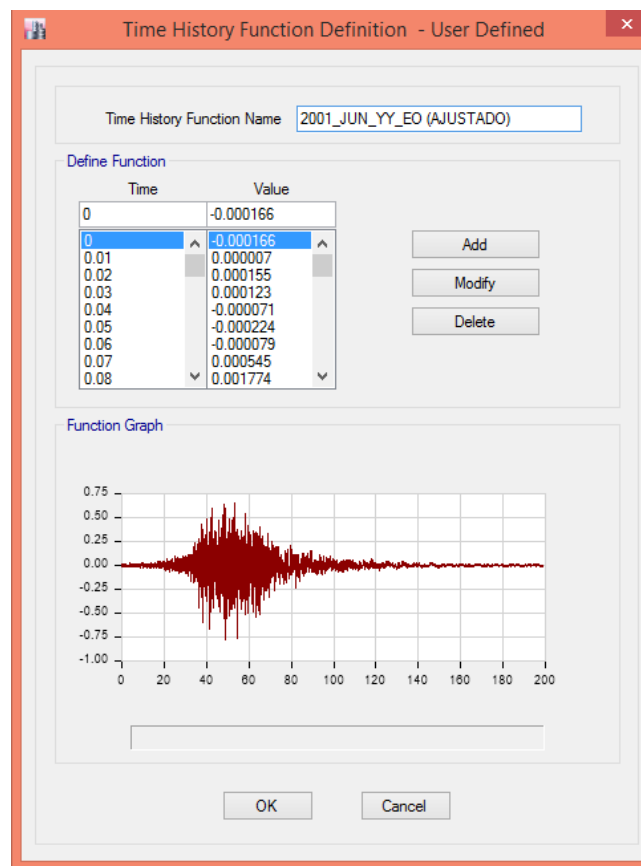 Time History Function Definition - User Defined
×
Time History Function Name 2001_JUN_YY_EO (AJUSTADO)
Define Function
Time Value
0 -0.000166
0 -0.000166
0.01 0.000007
0.02 0.000155
0.03 0.000123
0.04 -0.000071
0.05 -0.000224
0.06 -0.000079
0.07 0.000545
0.08 0.001774
Add
Modify
Delete
Function Graph
0.75
0.50
0.25
0.00
-0.25
-0.50
-0.75
-1.00
0 20 40 60 80 100 120 140 160 180 200
OK Cancel